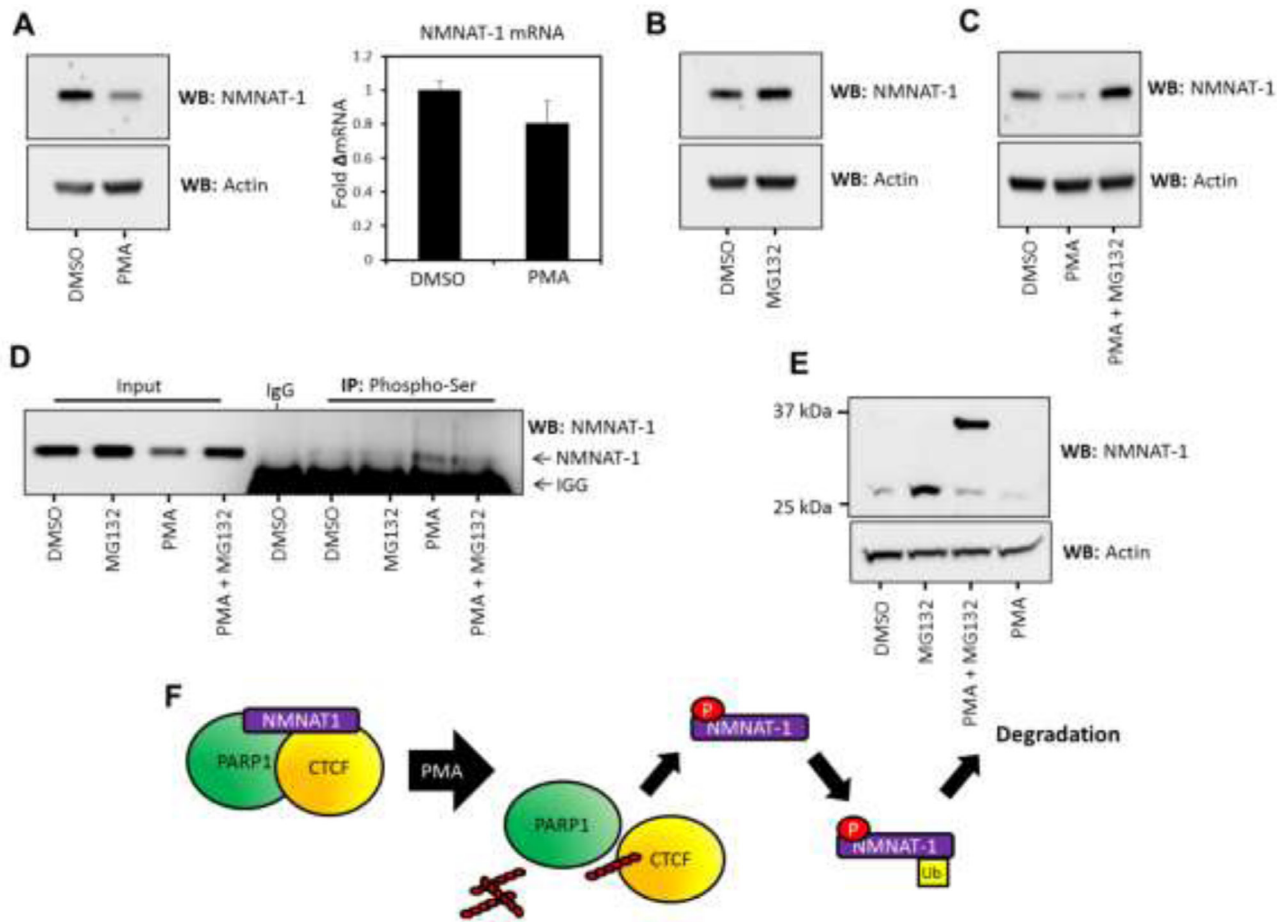 A
WB: NMNAT-1
WB: Actin
DMSO
PMA
NMNAT-1 mRNA
Fold ΔmRNA
1.2
1
0.8
0.6
0.4
0.2
0
DMSO
PMA
B
WB: NMNAT-1
WB: Actin
DMSO
MG132
C
WB: NMNAT-1
WB: Actin
DMSO
PMA
PMA + MG132
D
Input
IgG
IP: Phospho-Ser
WB: NMNAT-1
← NMNAT-1
← IGG
DMSO
MG132
PMA
PMA + MG132
DMSO
DMSO
MG132
PMA
PMA + MG132
E
37 kDa
25 kDa
WB: NMNAT-1
WB: Actin
DMSO
MG132
PMA + MG132
PMA
F
NMNAT1
PARP1
CTCF
PMA
PARP1
CTCF
P
NMNAT-1
P
NMNAT-1
Ub
Degradation